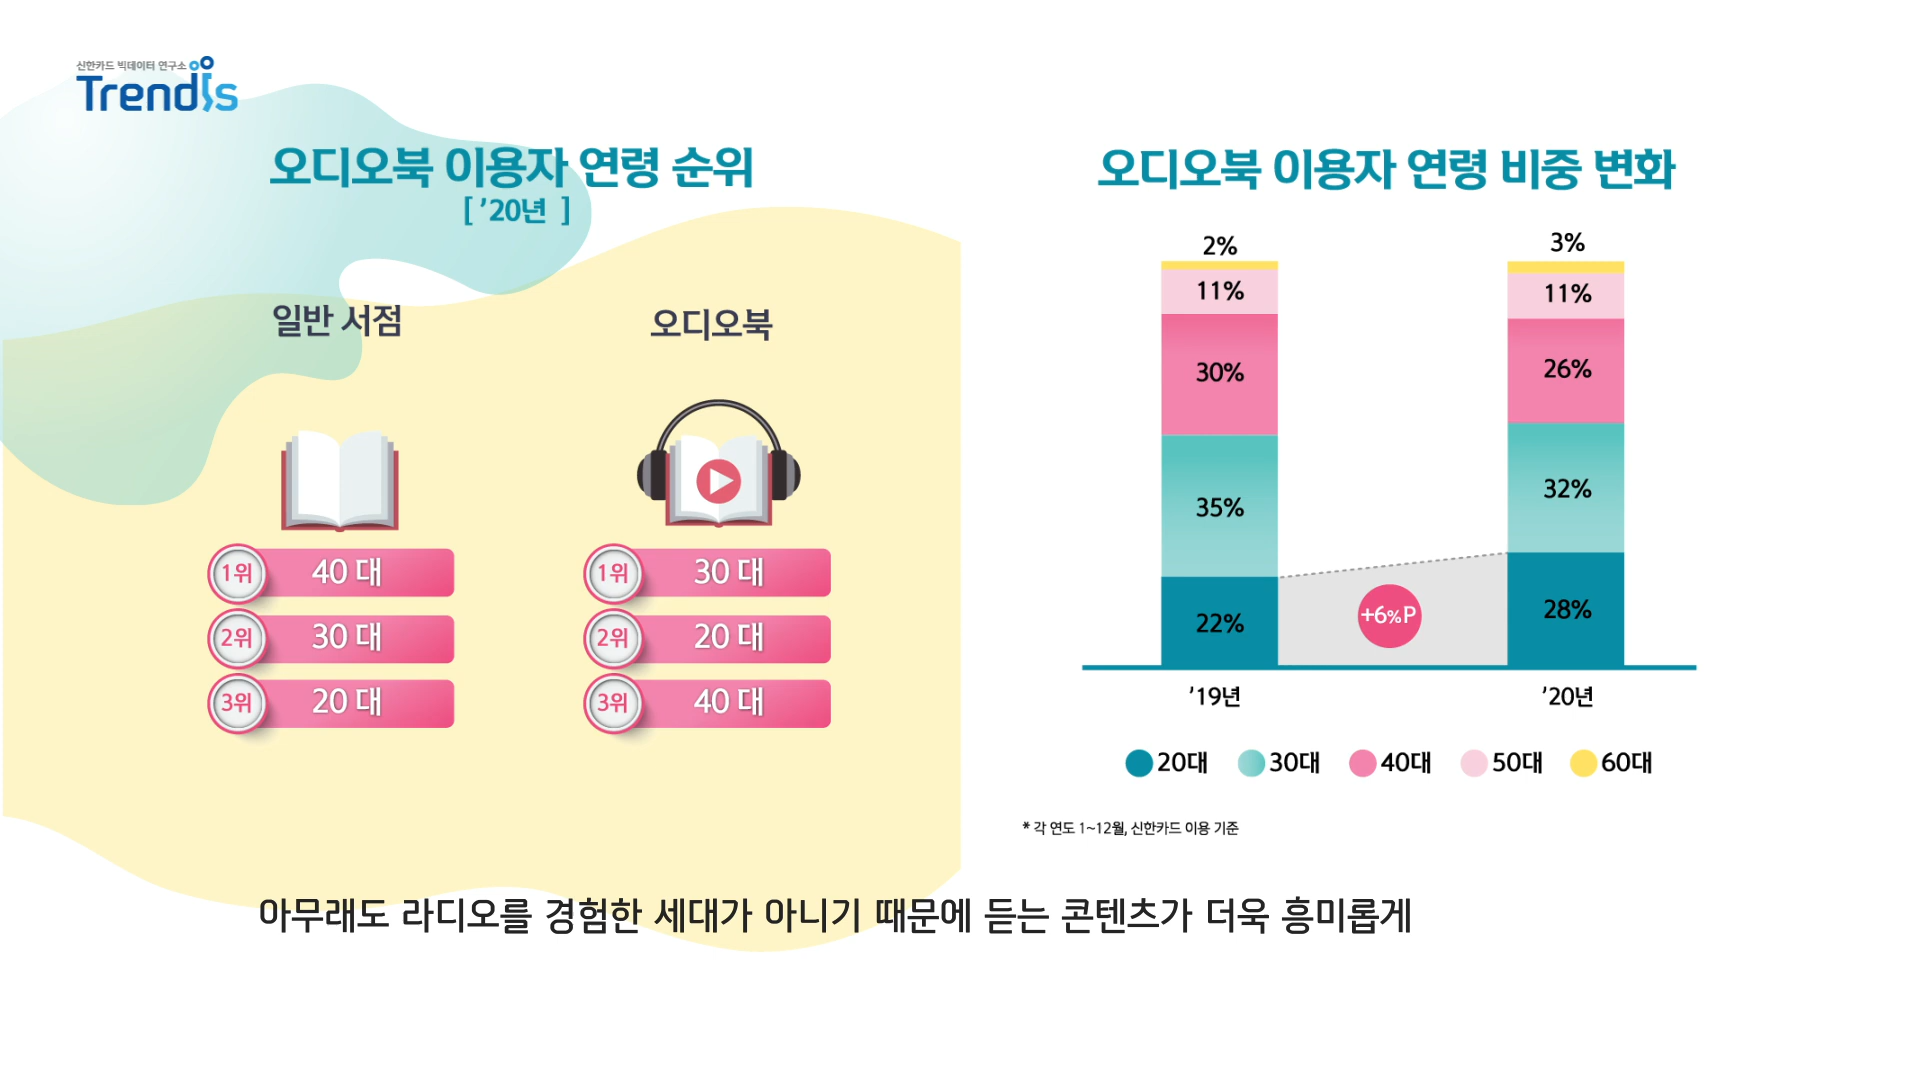 신한카드 빅데이터 연구소
Trendis
오디오북 이용자 연령 순위
[ ’20년 ]
일반 서점
1위 40 대
2위 30 대
3위 20 대
오디오북
1위 30 대
2위 20 대
3위 40 대
오디오북 이용자 연령 비중 변화
2%
11%
30%
35%
22%
+6%P
3%
11%
26%
32%
28%
’19년
’20년
20대 30대 40대 50대 60대
* 각 연도 1~12월, 신한카드 이용 기준
아무래도 라디오를 경험한 세대가 아니기 때문에 듣는 콘텐츠가 더욱 흥미롭게